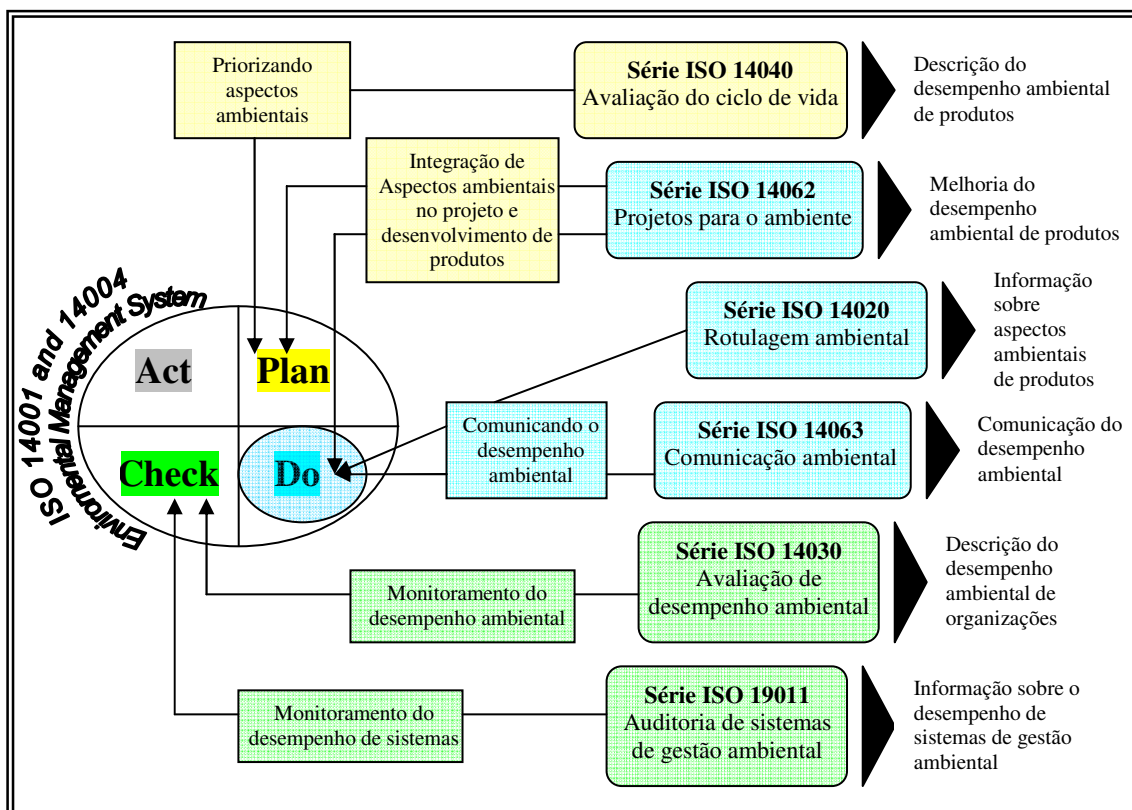 Priorizando
aspectos
ambientais
Série ISO 14040
Avaliação do ciclo de vida
Descrição do
desempenho ambiental
de produtos
Integração de
Aspectos ambientais
no projeto e
desenvolvimento de
produtos
Série ISO 14062
Projetos para o ambiente
Melhoria do
desempenho
ambiental de produtos
ISO 14001 and 14004
Enviromental Management System
Act
Plan
Check
Do
Série ISO 14020
Rotulagem ambiental
Informação
sobre
aspectos
ambientais
de produtos
Comunicando o
desempenho
ambiental
Série ISO 14063
Comunicação ambiental
Comunicação do
desempenho
ambiental
Monitoramento do
desempenho ambiental
Série ISO 14030
Avaliação de
desempenho ambiental
Descrição do
desempenho
ambiental de
organizações
Monitoramento do
desempenho de sistemas
Série ISO 19011
Auditoria de sistemas
de gestão ambiental
Informação sobre o
desempenho de
sistemas de gestão
ambiental